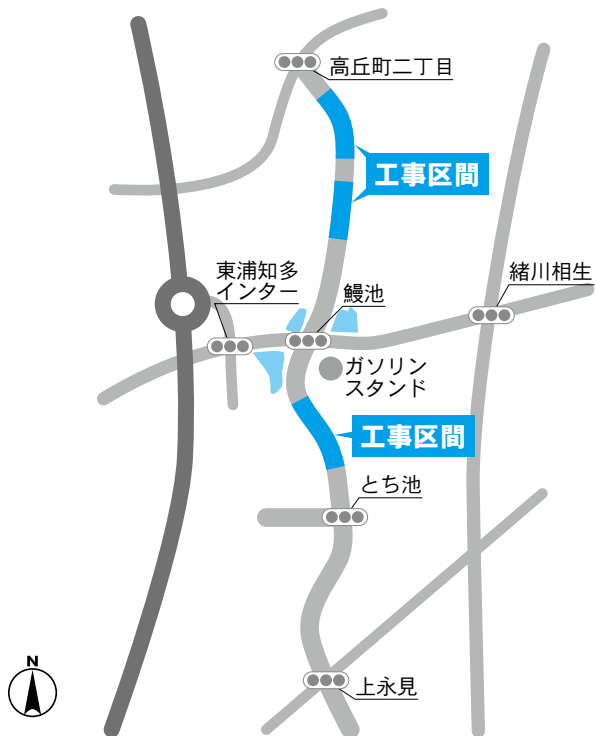 高丘町二丁目
工事区間
東浦知多
インター
鰻池
緒川相生
ガソリン
スタンド
工事区間
とち池
上永見
N